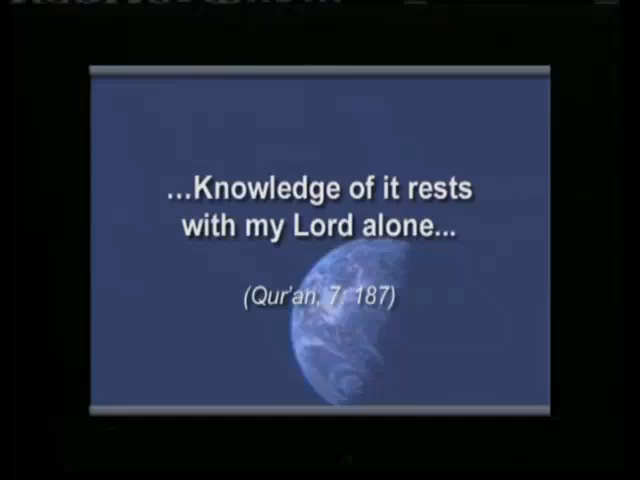 ...Knowledge of it rests
with my Lord alone...
(Qur'an, 7: 187)